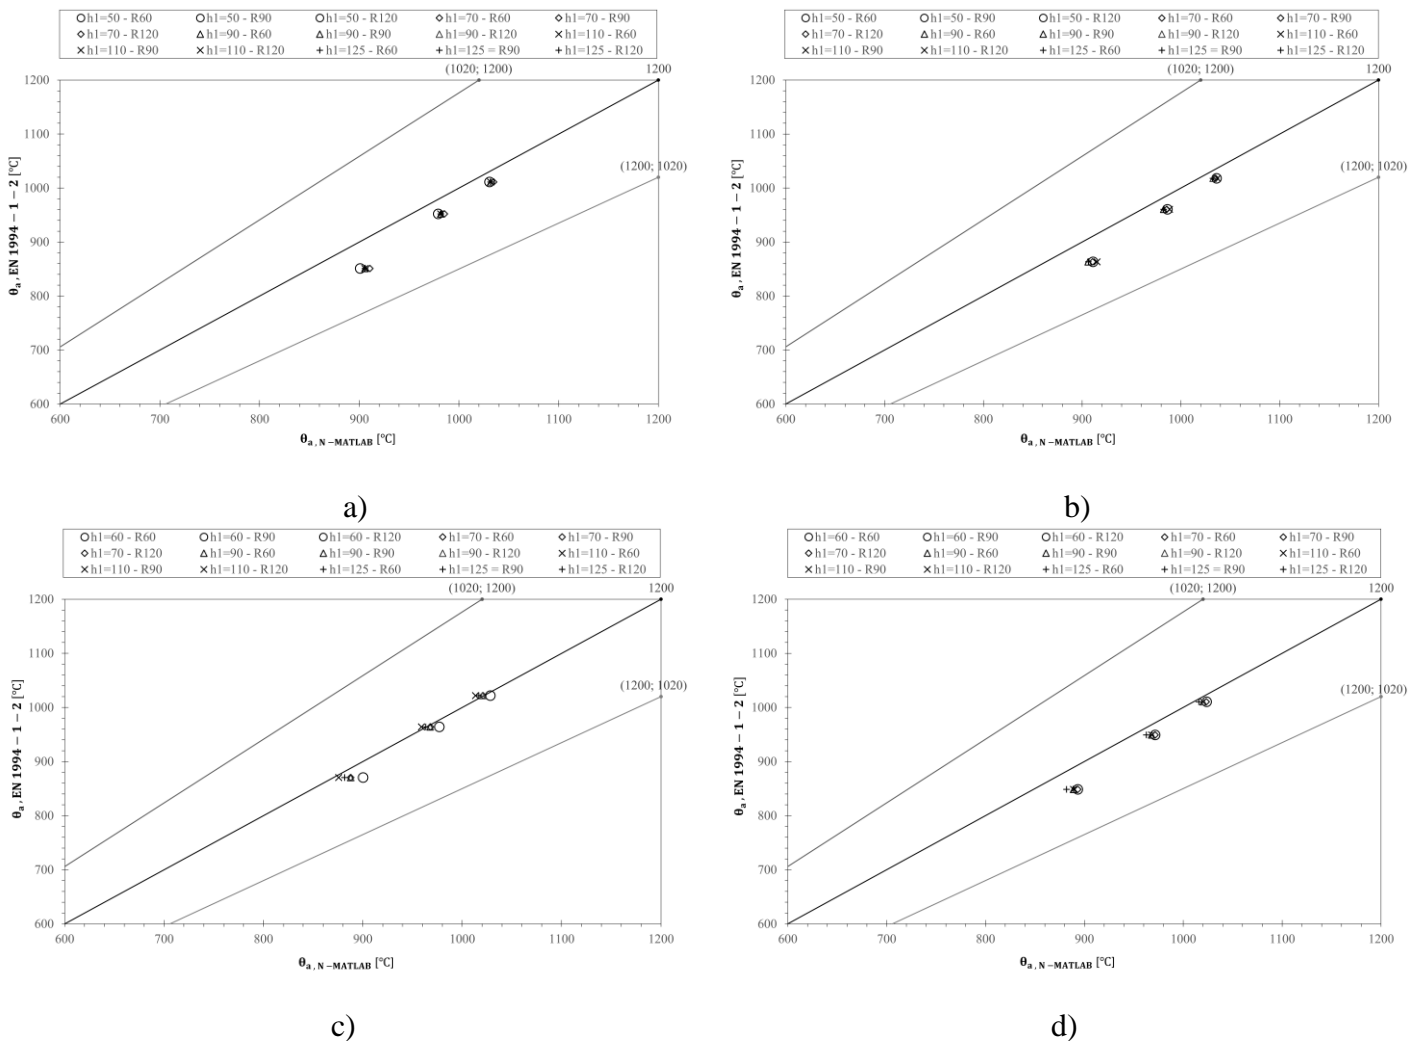 h1=50 - R60 h1=50 - R90 h1=50 - R120 h1=70 - R60 h1=70 - R90
h1=70 - R120 h1=90 - R60 h1=90 - R90 h1=90 - R120 h1=110 - R60
h1=110 - R90 h1=110 - R120 h1=125 - R60 h1=125 = R90 h1=125 - R120
(1020; 1200) 1200
1200
1100
(1200; 1020)
1000
900
800
700
600
θa, EN 1994 − 1 − 2 [°C]
600 700 800 900 1000 1100 1200
θa, N −MATLAB [°C]
a)
h1=50 - R60 h1=50 - R90 h1=50 - R120 h1=70 - R60 h1=70 - R90
h1=70 - R120 h1=90 - R60 h1=90 - R90 h1=90 - R120 h1=110 - R60
h1=110 - R90 h1=110 - R120 h1=125 - R60 h1=125 = R90 h1=125 - R120
(1020; 1200) 1200
1200
1100
(1200; 1020)
1000
900
800
700
600
θa, EN 1994 − 1 − 2 [°C]
600 700 800 900 1000 1100 1200
θa, N −MATLAB [°C]
b)
h1=60 - R60 h1=60 - R90 h1=60 - R120 h1=70 - R60 h1=70 - R90
h1=70 - R120 h1=90 - R60 h1=90 - R90 h1=90 - R120 h1=110 - R60
h1=110 - R90 h1=110 - R120 h1=125 - R60 h1=125 = R90 h1=125 - R120
(1020; 1200) 1200
1200
1100
(1200; 1020)
1000
900
800
700
600
θa, EN 1994 − 1 − 2 [°C]
600 700 800 900 1000 1100 1200
θa, N −MATLAB [°C]
c)
h1=60 - R60 h1=60 - R90 h1=60 - R120 h1=70 - R60 h1=70 - R90
h1=70 - R120 h1=90 - R60 h1=90 - R90 h1=90 - R120 h1=110 - R60
h1=110 - R90 h1=110 - R120 h1=125 - R60 h1=125 = R90 h1=125 - R120
(1020; 1200) 1200
1200
1100
(1200; 1020)
1000
900
800
700
600
θa, EN 1994 − 1 − 2 [°C]
600 700 800 900 1000 1100 1200
θa, N −MATLAB [°C]
d)